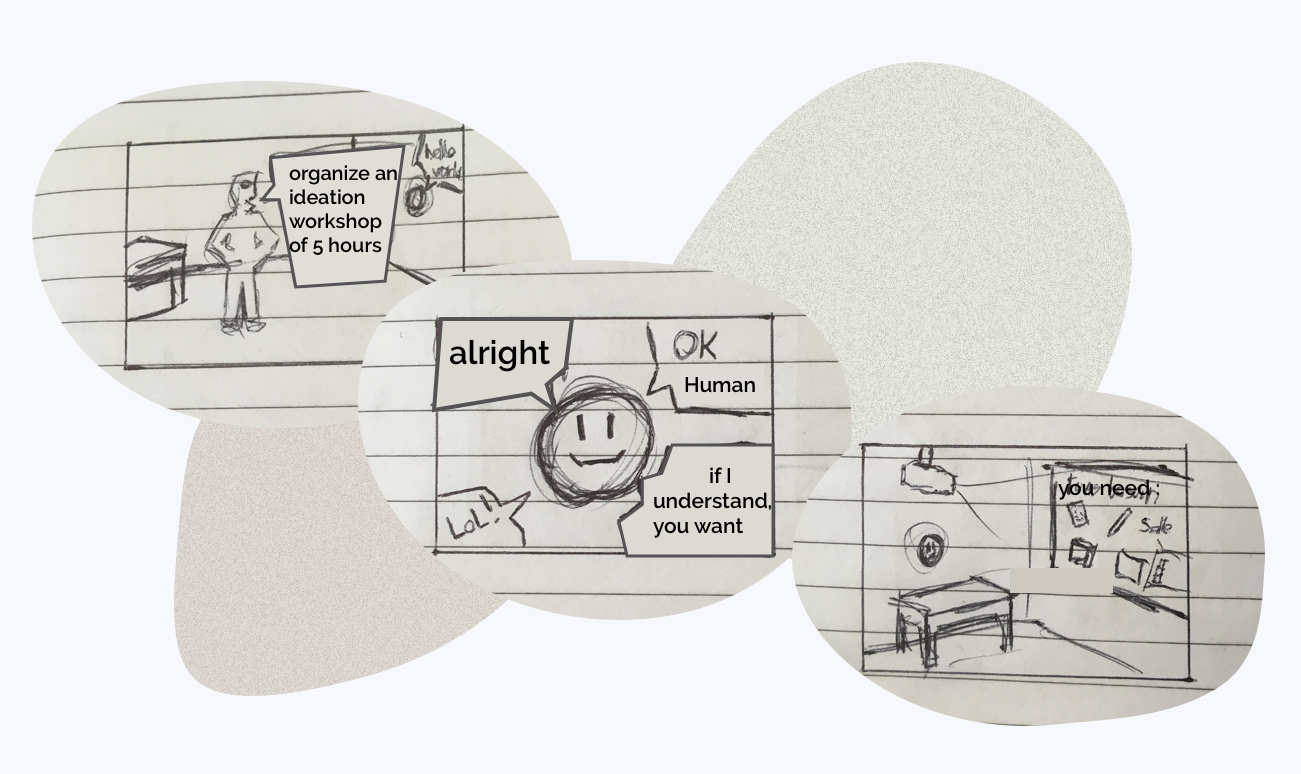 organize an
ideation
workshop
of 5 hours
hello
world
alright
OK
Human
LOL!!
if I
understand,
you want
you need ;
Salle